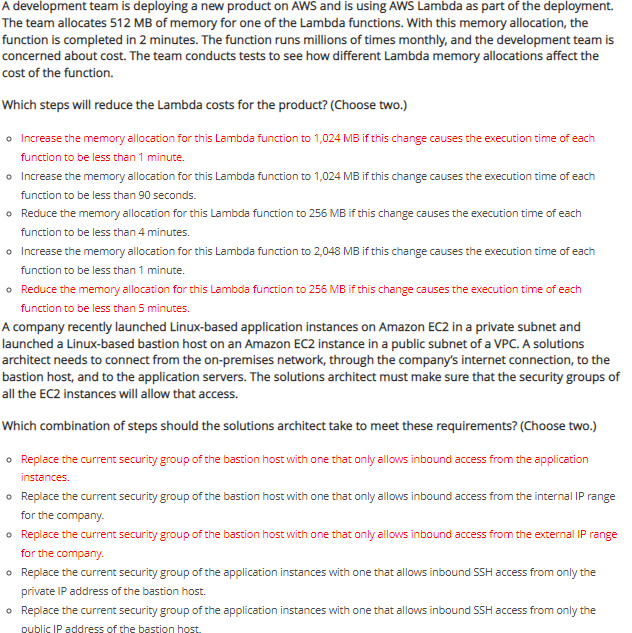 A development team is deploying a new product on AWS and is using AWS Lambda as part of the deployment.
The team allocates 512 MB of memory for one of the Lambda functions. With this memory allocation, the
function is completed in 2 minutes. The function runs millions of times monthly, and the development team is
concerned about cost. The team conducts tests to see how different Lambda memory allocations affect the
cost of the function.
Which steps will reduce the Lambda costs for the product? (Choose two.)
Increase the memory allocation for this Lambda function to 1,024 MB if this change causes the execution time of each
function to be less than 1 minute.
Increase the memory allocation for this Lambda function to 1,024 MB if this change causes the execution time of each
function to be less than 90 seconds.
Reduce the memory allocation for this Lambda function to 256 MB if this change causes the execution time of each
function to be less than 4 minutes.
Increase the memory allocation for this Lambda function to 2,048 MB if this change causes the execution time of each
function to be less than 1 minute.
Reduce the memory allocation for this Lambda function to 256 MB if this change causes the execution time of each
function to be less than 5 minutes.
A company recently launched Linux-based application instances on Amazon EC2 in a private subnet and
launched a Linux-based bastion host on an Amazon EC2 instance in a public subnet of a VPC. A solutions
architect needs to connect from the on-premises network, through the company's internet connection, to the
bastion host, and to the application servers. The solutions architect must make sure that the security groups of
all the EC2 instances will allow that access.
Which combination of steps should the solutions architect take to meet these requirements? (Choose two.)
Replace the current security group of the bastion host with one that only allows inbound access from the application
instances.
Replace the current security group of the bastion host with one that only allows inbound access from the internal IP range
for the company.
Replace the current security group of the bastion host with one that only allows inbound access from the external IP range
for the company.
Replace the current security group of the application instances with one that allows inbound SSH access from only the
private IP address of the bastion host.
Replace the current security group of the application instances with one that allows inbound SSH access from only the
public IP address of the bastion host.